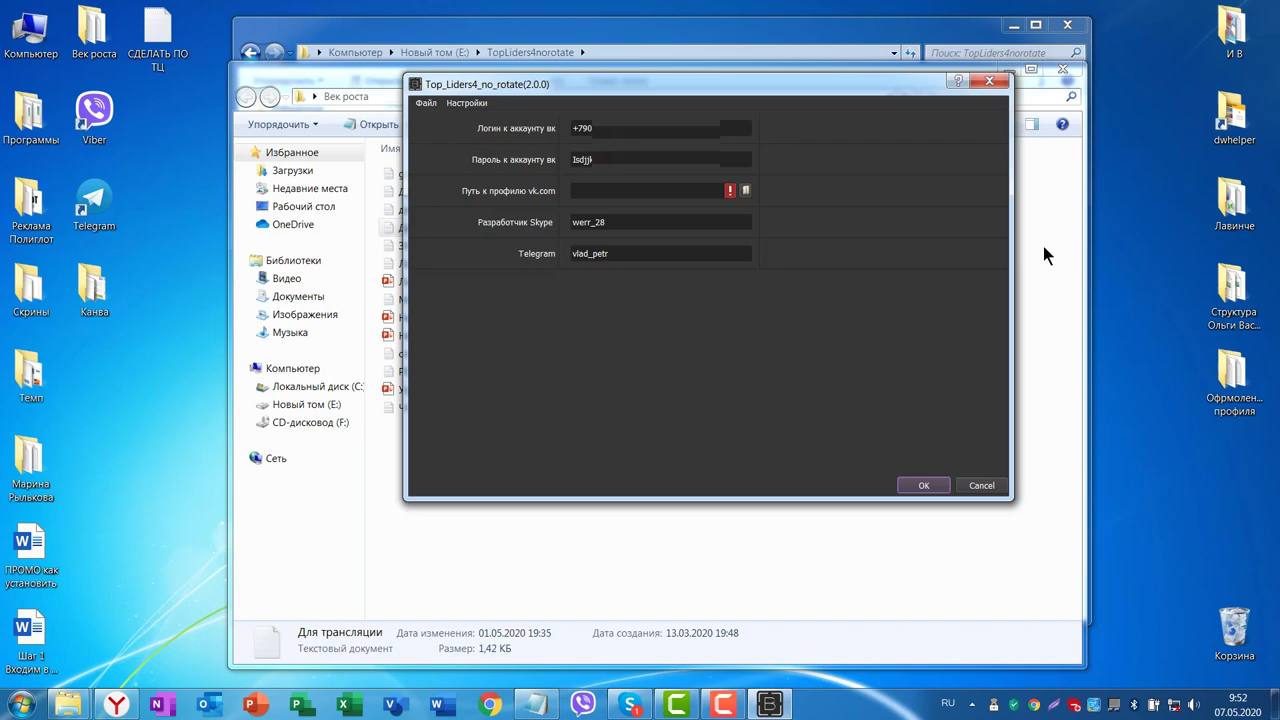 Компьютер
Век роста
СДЕЛАТЬ ПО
ТЦ
Программы
Viber
Реклама
Полиглот
Telegram
Скрины
Канва
Темп
Марина
Рылькова
ПРОМО как
установить
Шаг 1
Входим в ...
Компьютер
Новый том (E:)
TopLiders4norotate
Поиск: TopLiders4norotate
Век роста
Упорядочить
Открыть
Избранное
Загрузки
Недавние места
Рабочий стол
OneDrive
Библиотеки
Видео
Документы
Изображения
Музыка
Компьютер
Локальный диск (C:
Новый том (E:)
CD-дисковод (F:)
Сеть
Имя
Top_Liders4_no_rotate(2.0.0)
Файл
Настройки
Логин к аккаунту вк
+790
Пароль к аккаунту вк
Путь к профилю vk.com
Разработчик Skype
werr_28
Telegram
vlad_petr
OK
Cancel
Для трансляции
Дата изменения: 01.05.2020 19:35
Дата создания: 13.03.2020 19:48
Текстовый документ
Размер: 1,42 КБ
И В
dwhelper
Лавинче
Структура
Ольги Вас...
Офрмолен...
профиля
Корзина
RU
9:52
07.05.2020